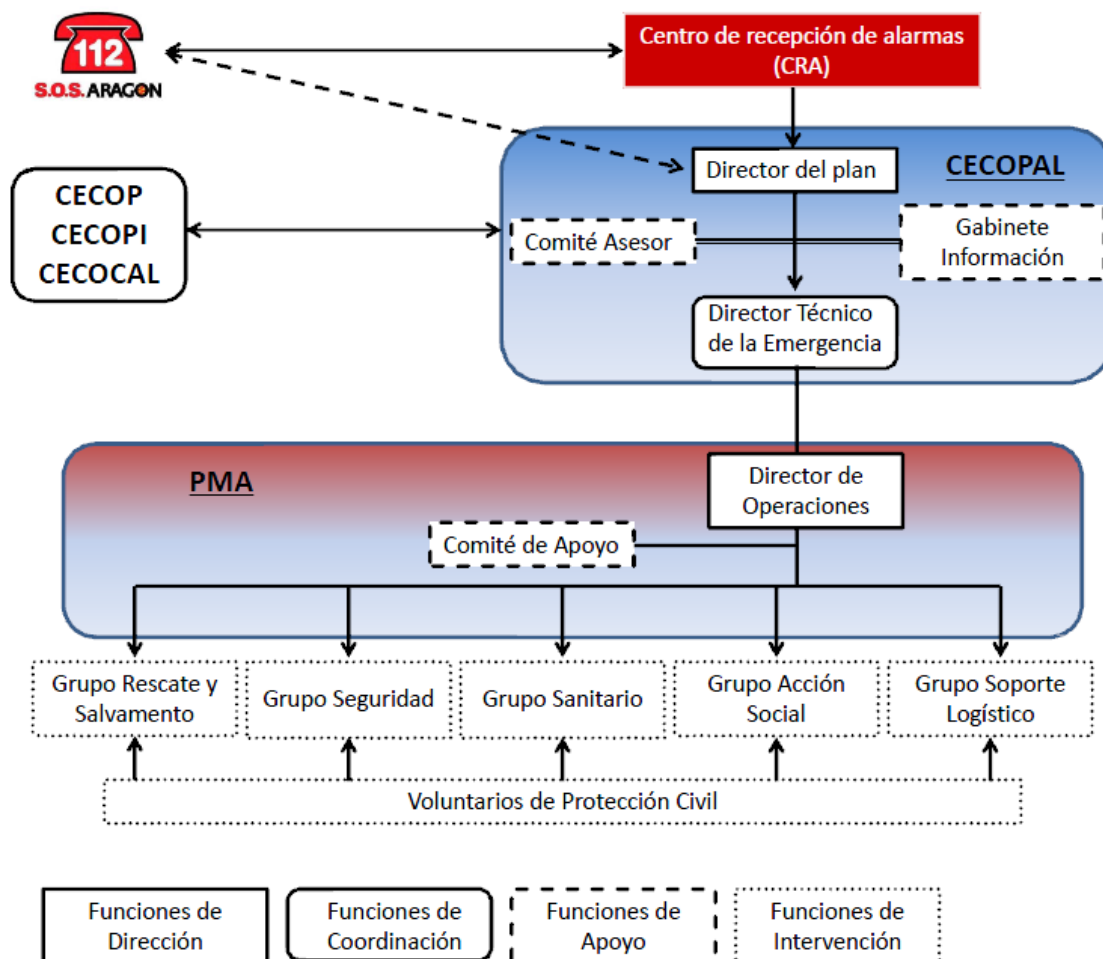 112
S.O.S. ARAGON
Centro de recepción de alarmas
(CRA)
CECOPAL
Director del plan
CECOP
CECOPI
CECOCAL
Comité Asesor
Gabinete
Información
Director Técnico
de la Emergencia
PMA
Director de
Operaciones
Comité de Apoyo
Grupo Rescate y
Salvamento
Grupo Seguridad
Grupo Sanitario
Grupo Acción
Social
Grupo Soporte
Logístico
Voluntarios de Protección Civil
Funciones de
Dirección
Funciones de
Coordinación
Funciones de
Apoyo
Funciones de
Intervención